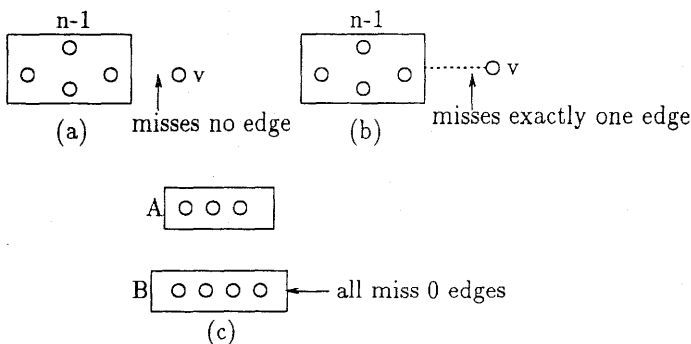 n-1
n-1
v
v
misses no edge
misses exactly one edge
(a)
(b)
A
B
all miss 0 edges
(c)